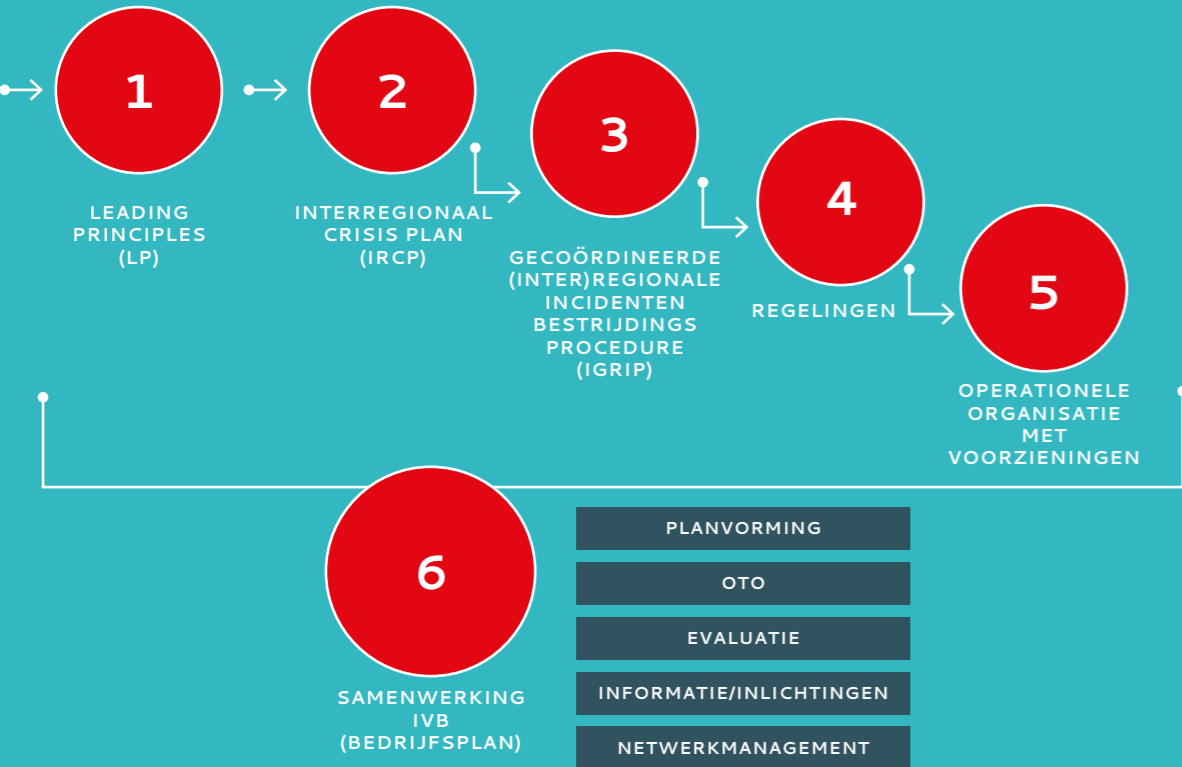 1
LEADING
PRINCIPLES
(LP)
2
INTERREGIONAAL
CRISIS PLAN
(IRCP)
3
GECOÖRDINEERDE
(INTER)REGIONALE
INCIDENTEN
BESTRIJDINGS
PROCEDURE
(IGRIP)
4
REGELINGEN
5
OPERATIONELE
ORGANISATIE
MET
VOORZIENINGEN
6
SAMENWERKING
IVB
(BEDRIJFSPLAN)
PLANVORMING
OTO
EVALUATIE
INFORMATIE/INLICHTINGEN
NETWERKMANAGEMENT